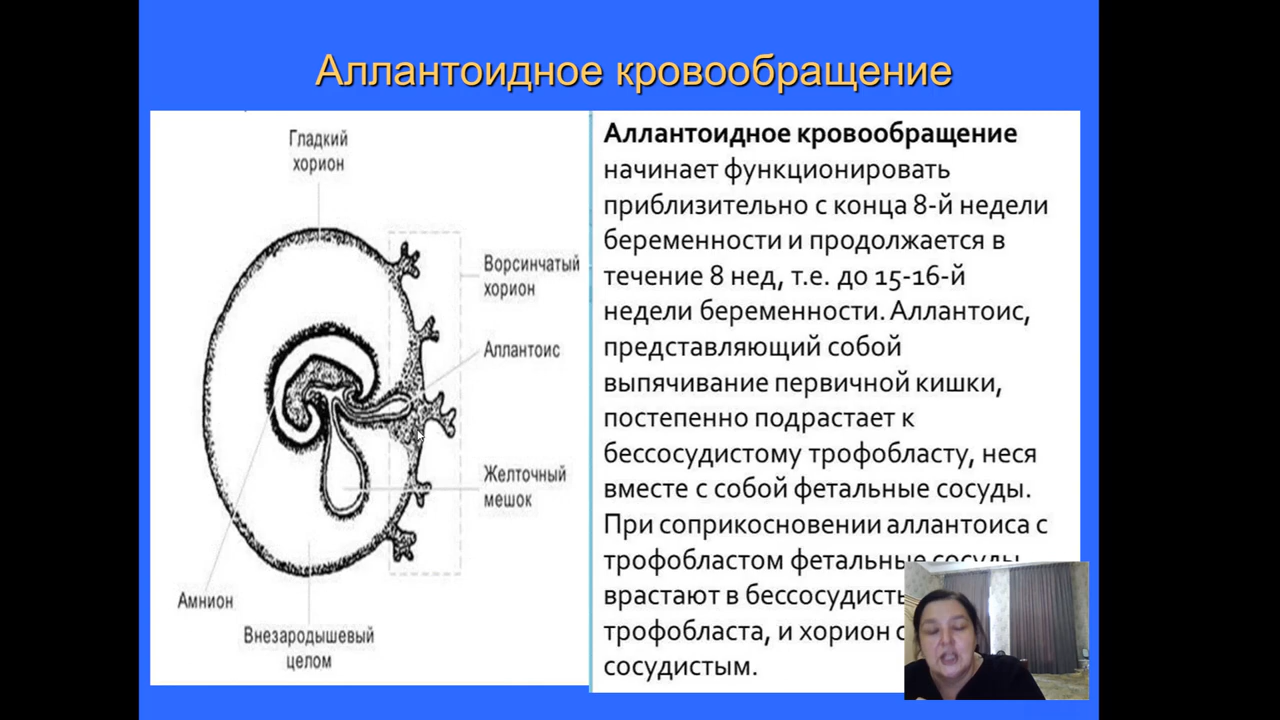 Аллантоидное кровообращение
Гладкий
хорион
Ворсинчатый
хорион
Аллантоис
Желточный
мешок
Амнион
Внезародышевый
целом
Аллантоидное кровообращение
начинает функционировать
приблизительно с конца 8-й недели
беременности и продолжается в
течение 8 нед, т.е. до 15-16-й
недели беременности. Аллантоис,
представляющий собой
выпячивание первичной кишки,
постепенно подрастает к
бессосудистому трофобласту, неся
вместе с собой фетальные сосуды.
При соприкосновении аллантоиса с
трофобластом фетальные сосуды
врастают в
трофобласта, и хорион
сосудистым.